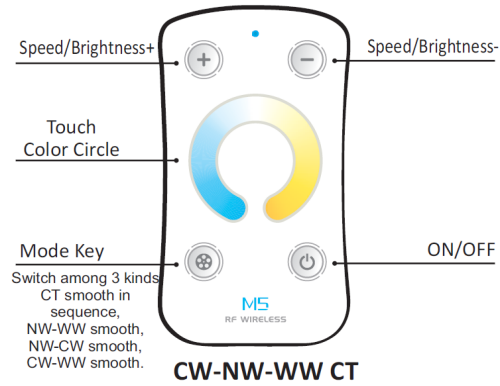 Speed/Brightness+
Speed/Brightness-
Touch
Color Circle
Mode Key
Switch among 3 kinds
CT smooth in
sequence,
NW-WW smooth,
NW-CW smooth,
CW-WW smooth.
ON/OFF
M5
RF WIRELESS
CW-NW-WW CT